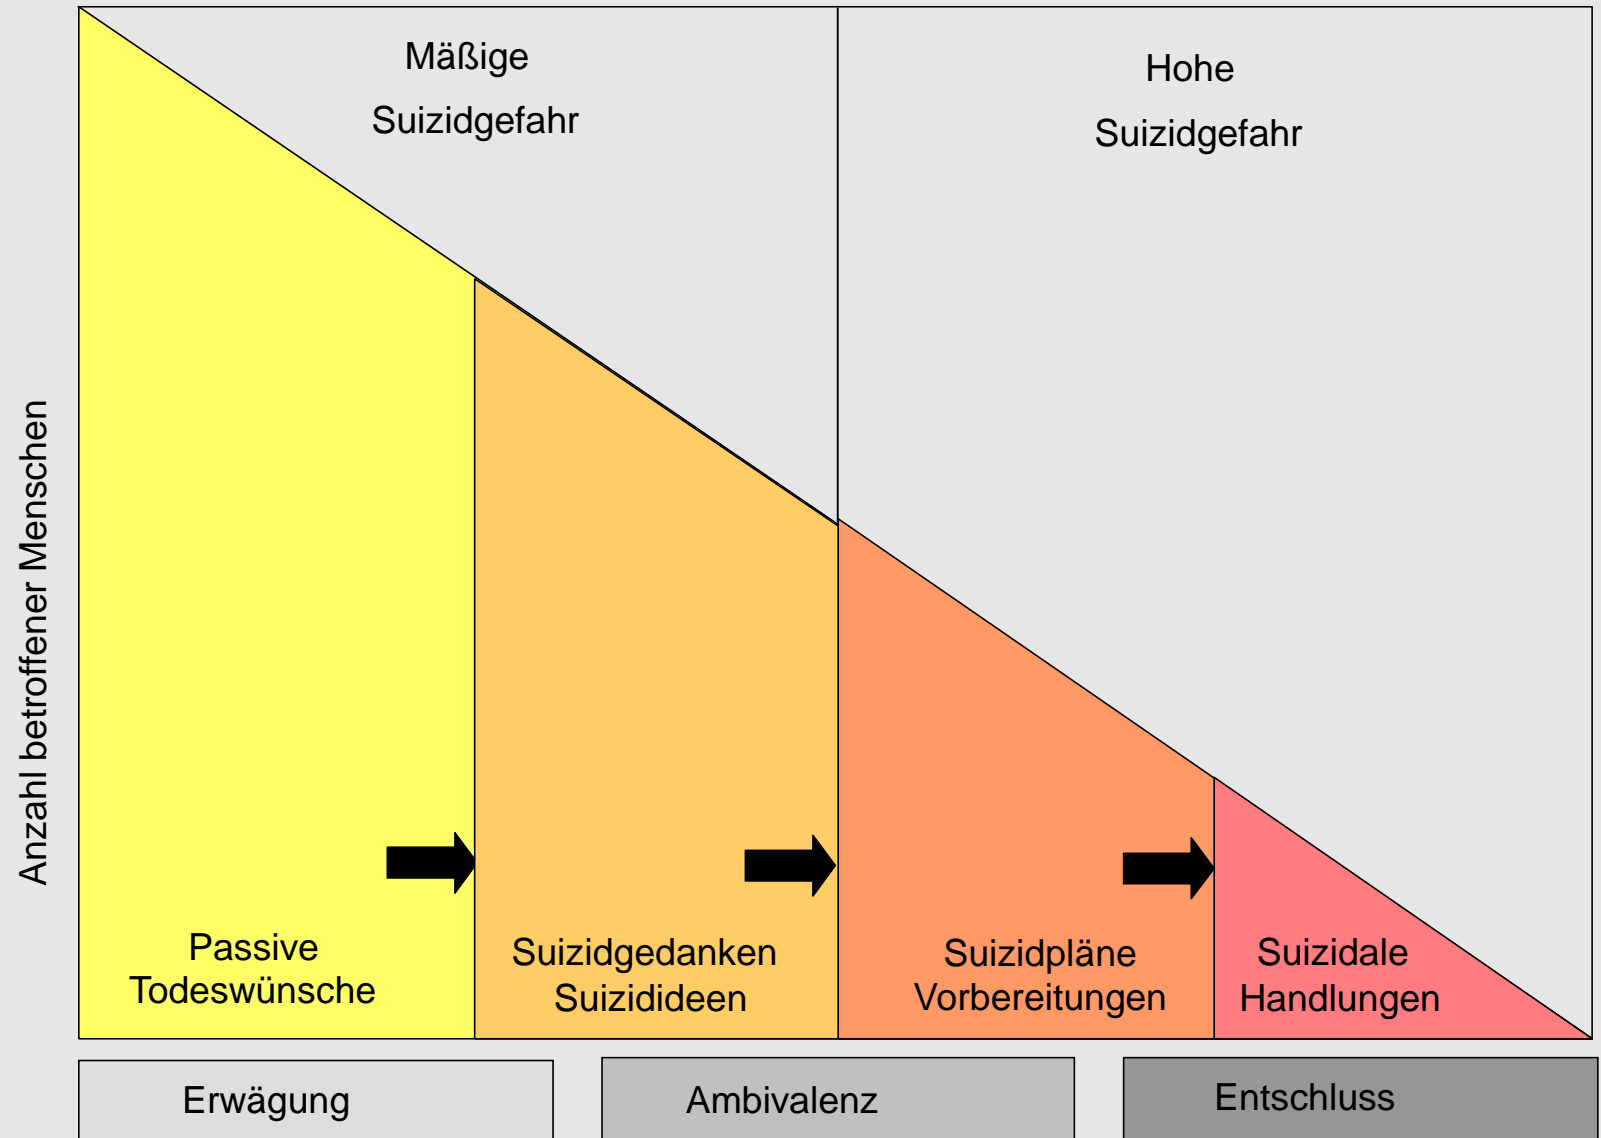 Mäßige
Suizidgefahr
Hohe
Suizidgefahr
Anzahl betroffener Menschen
Passive
Todeswünsche
Suizidgedanken
Suizidideen
Suizidpläne
Vorbereitungen
Suizidale
Handlungen
Erwägung
Ambivalenz
Entschluss